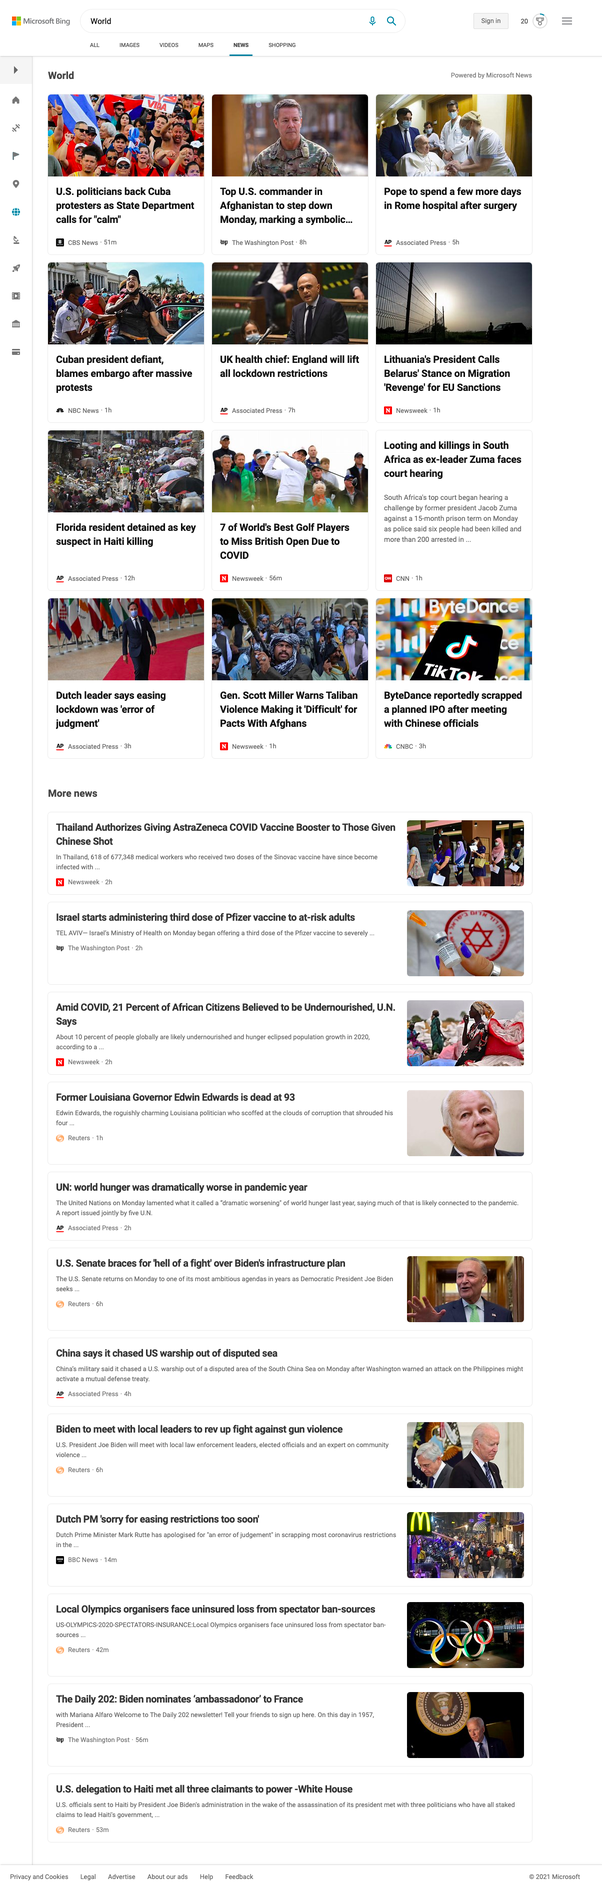 Microsoft Bing
World
Sign in
20
ALL IMAGES VIDEOS MAPS NEWS SHOPPING
World
Powered by Microsoft News
U.S. politicians back Cuba
protesters as State Department
calls for "calm"
CBS News · 51m
Top U.S. commander in
Afghanistan to step down
Monday, marking a symbolic...
The Washington Post · 8h
Pope to spend a few more days
in Rome hospital after surgery
AP Associated Press · 5h
Cuban president defiant,
blames embargo after massive
protests
NBC News · 1h
UK health chief: England will lift
all lockdown restrictions
AP Associated Press · 7h
Lithuania's President Calls
Belarus' Stance on Migration
'Revenge' for EU Sanctions
N Newsweek · 1h
Florida resident detained as key
suspect in Haiti killing
AP Associated Press · 12h
7 of World's Best Golf Players
to Miss British Open Due to
COVID
N Newsweek · 56m
Looting and killings in South
Africa as ex-leader Zuma faces
court hearing
South Africa's top court began hearing a
challenge by former president Jacob Zuma
against a 15-month prison term on Monday
as police said six people had been killed and
more than 200 arrested in ...
CNN · 1h
Dutch leader says easing
lockdown was 'error of
judgment'
AP Associated Press · 3h
Gen. Scott Miller Warns Taliban
Violence Making it 'Difficult' for
Pacts With Afghans
N Newsweek · 1h
ByteDance
TikTok
ByteDance reportedly scrapped
a planned IPO after meeting
with Chinese officials
CNBC · 3h
More news
Thailand Authorizes Giving AstraZeneca COVID Vaccine Booster to Those Given
Chinese Shot
In Thailand, 618 of 677,348 medical workers who received two doses of the Sinovac vaccine have since become
infected with ...
N Newsweek · 2h
Israel starts administering third dose of Pfizer vaccine to at-risk adults
TEL AVIV— Israel's Ministry of Health on Monday began offering a third dose of the Pfizer vaccine to severely ...
The Washington Post · 2h
Amid COVID, 21 Percent of African Citizens Believed to be Undernourished, U.N.
Says
About 10 percent of people globally are likely undernourished and hunger eclipsed population growth in 2020,
according to a ...
N Newsweek · 2h
Former Louisiana Governor Edwin Edwards is dead at 93
Edwin Edwards, the roguishly charming Louisiana politician who scoffed at the clouds of corruption that shrouded his
four ...
Reuters · 1h
UN: world hunger was dramatically worse in pandemic year
The United Nations on Monday lamented what it called a "dramatic worsening" of world hunger last year, saying much of that is likely connected to the pandemic.
A report issued jointly by five U.N.
AP Associated Press · 2h
U.S. Senate braces for 'hell of a fight' over Biden's infrastructure plan
The U.S. Senate returns on Monday to one of its most ambitious agendas in years as Democratic President Joe Biden
seeks ...
Reuters · 6h
China says it chased US warship out of disputed sea
China's military said it chased a U.S. warship out of a disputed area of the South China Sea on Monday after Washington warned an attack on the Philippines might
activate a mutual defense treaty.
AP Associated Press · 4h
Biden to meet with local leaders to rev up fight against gun violence
U.S. President Joe Biden will meet with local law enforcement leaders, elected officials and an expert on community
violence ...
Reuters · 6h
Dutch PM 'sorry for easing restrictions too soon'
Dutch Prime Minister Mark Rutte has apologised for "an error of judgement" in scrapping most coronavirus restrictions
in the ...
BBC News · 14m
Local Olympics organisers face uninsured loss from spectator ban-sources
US-OLYMPICS-2020-SPECTATORS-INSURANCE:Local Olympics organisers face uninsured loss from spectator ban-
sources ...
Reuters · 42m
The Daily 202: Biden nominates 'ambassadonor' to France
with Mariana Alfaro Welcome to The Daily 202 newsletter! Tell your friends to sign up here. On this day in 1957,
President ...
The Washington Post · 56m
U.S. delegation to Haiti met all three claimants to power -White House
U.S. officials sent to Haiti by President Joe Biden's administration in the wake of the assassination of its president met with three politicians who have all staked
claims to lead Haiti's government, ...
Reuters · 53m
Privacy and Cookies Legal Advertise About our ads Help Feedback
© 2021 Microsoft